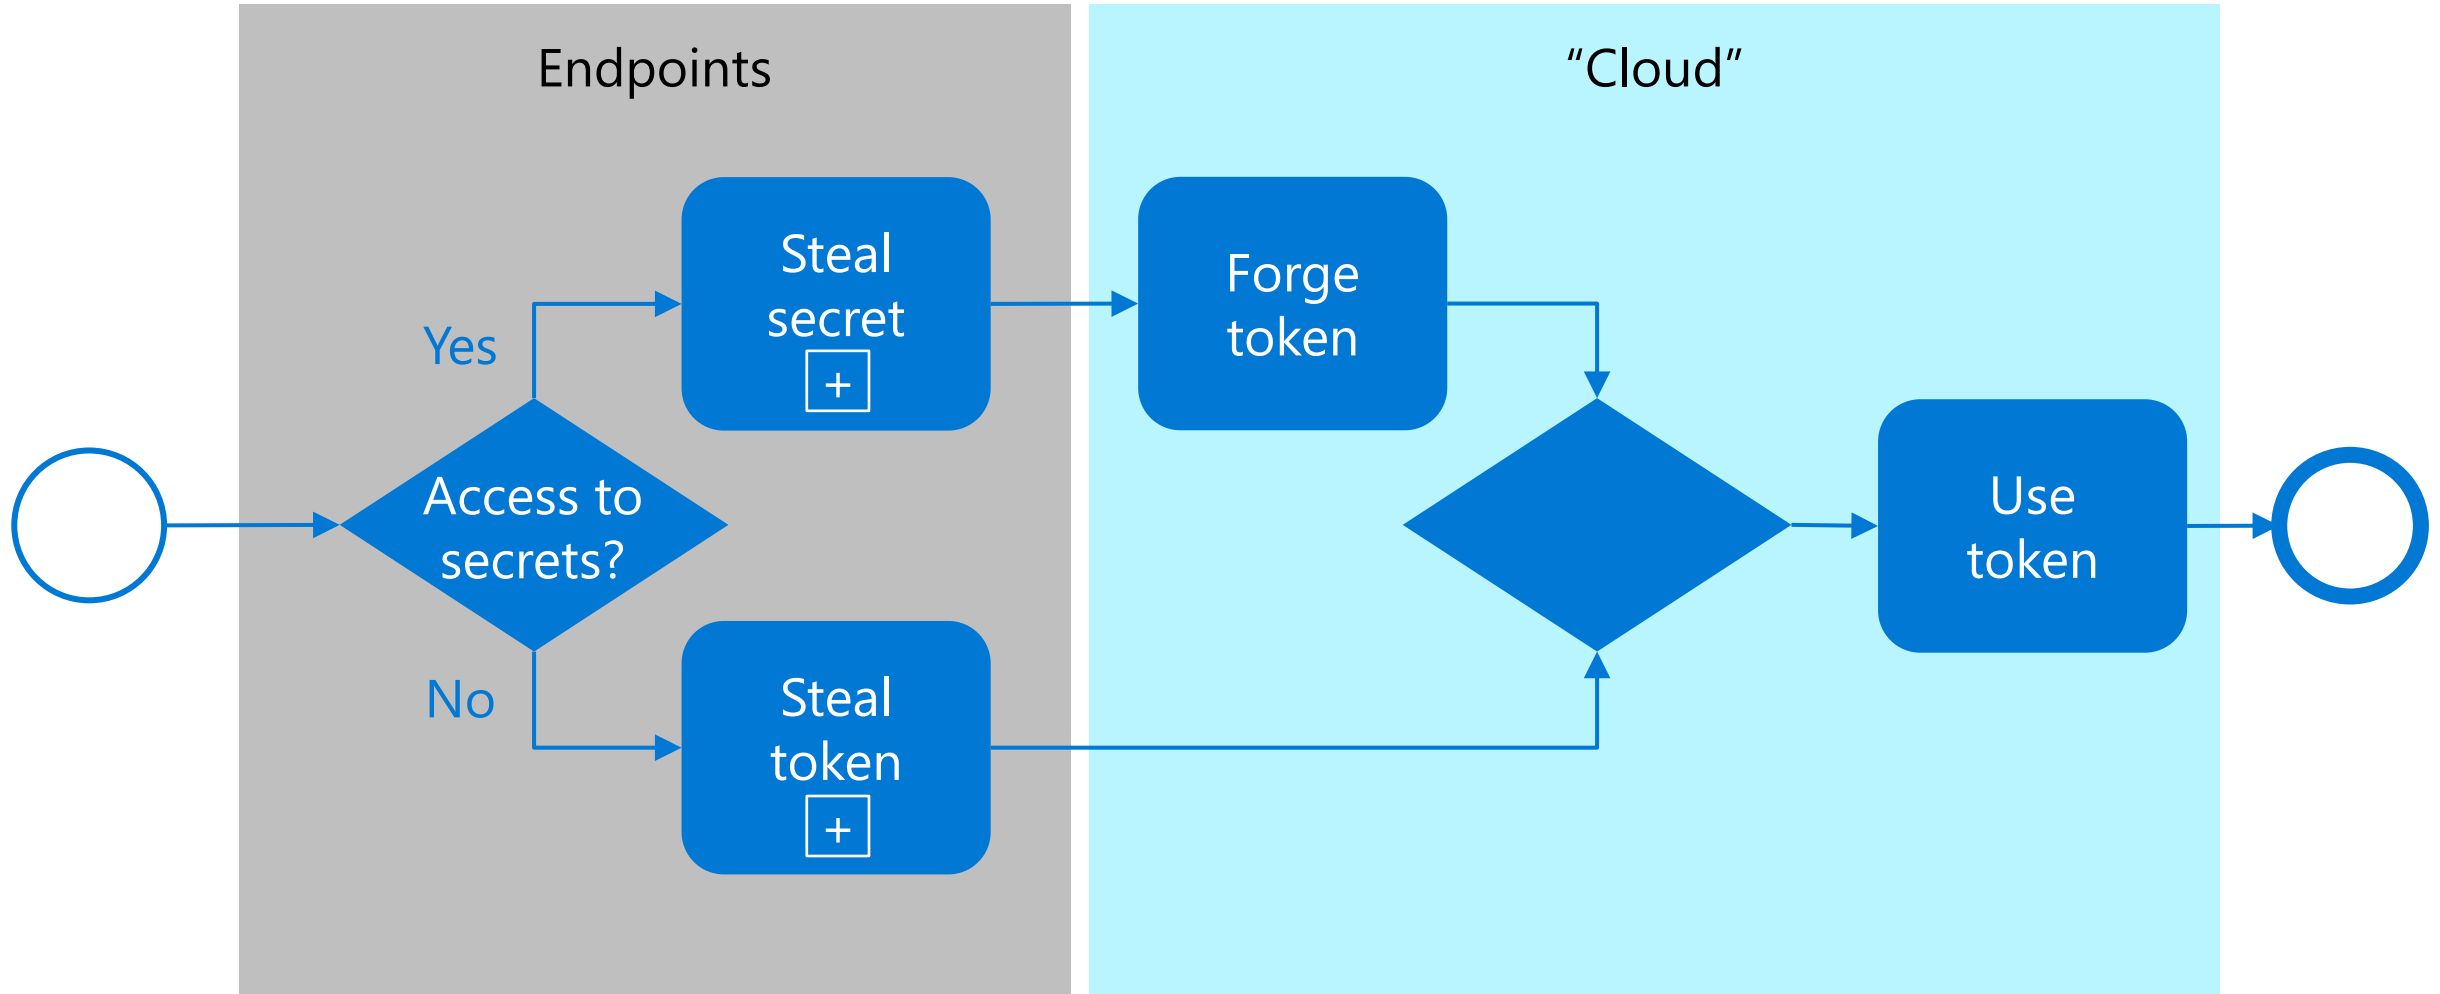 Endpoints
“Cloud”
Steal
secret
+
Forge
token
Yes
Access to
secrets?
Use
token
No
Steal
token
+